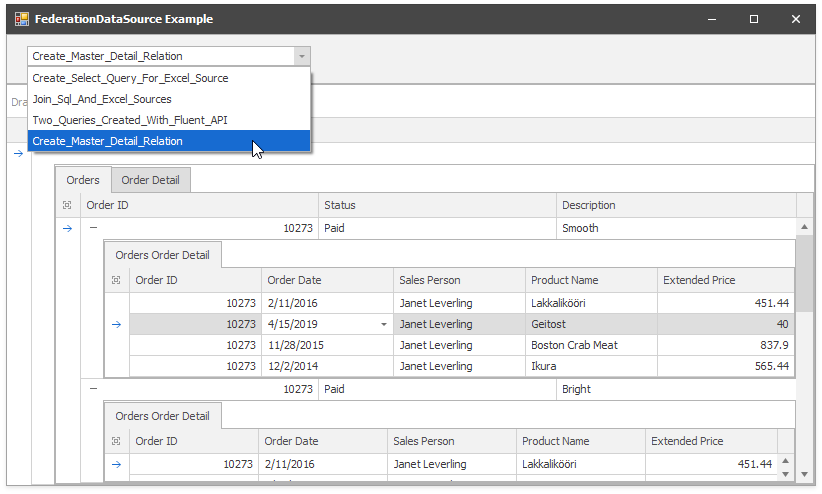 FederationDataSource Example
Create_Master_Detail_Relation
Create_Select_Query_For_Excel_Source
Join_Sql_And_Excel_Sources
Two_Queries_Created_With_Fluent_API
Create_Master_Detail_Relation
Dra
Orders Order Detail
Order ID Status Description
10273 Paid Smooth
Orders Order Detail
Order ID Order Date Sales Person Product Name Extended Price
10273 2/11/2016 Janet Leverling Lakkalikööri 451.44
10273 4/15/2019 Janet Leverling Geitost 40
10273 11/28/2015 Janet Leverling Boston Crab Meat 837.9
10273 12/2/2014 Janet Leverling Ikura 565.44
10273 Paid Bright
Orders Order Detail
Order ID Order Date Sales Person Product Name Extended Price
10273 2/11/2016 Janet Leverling Lakkalikööri 451.44